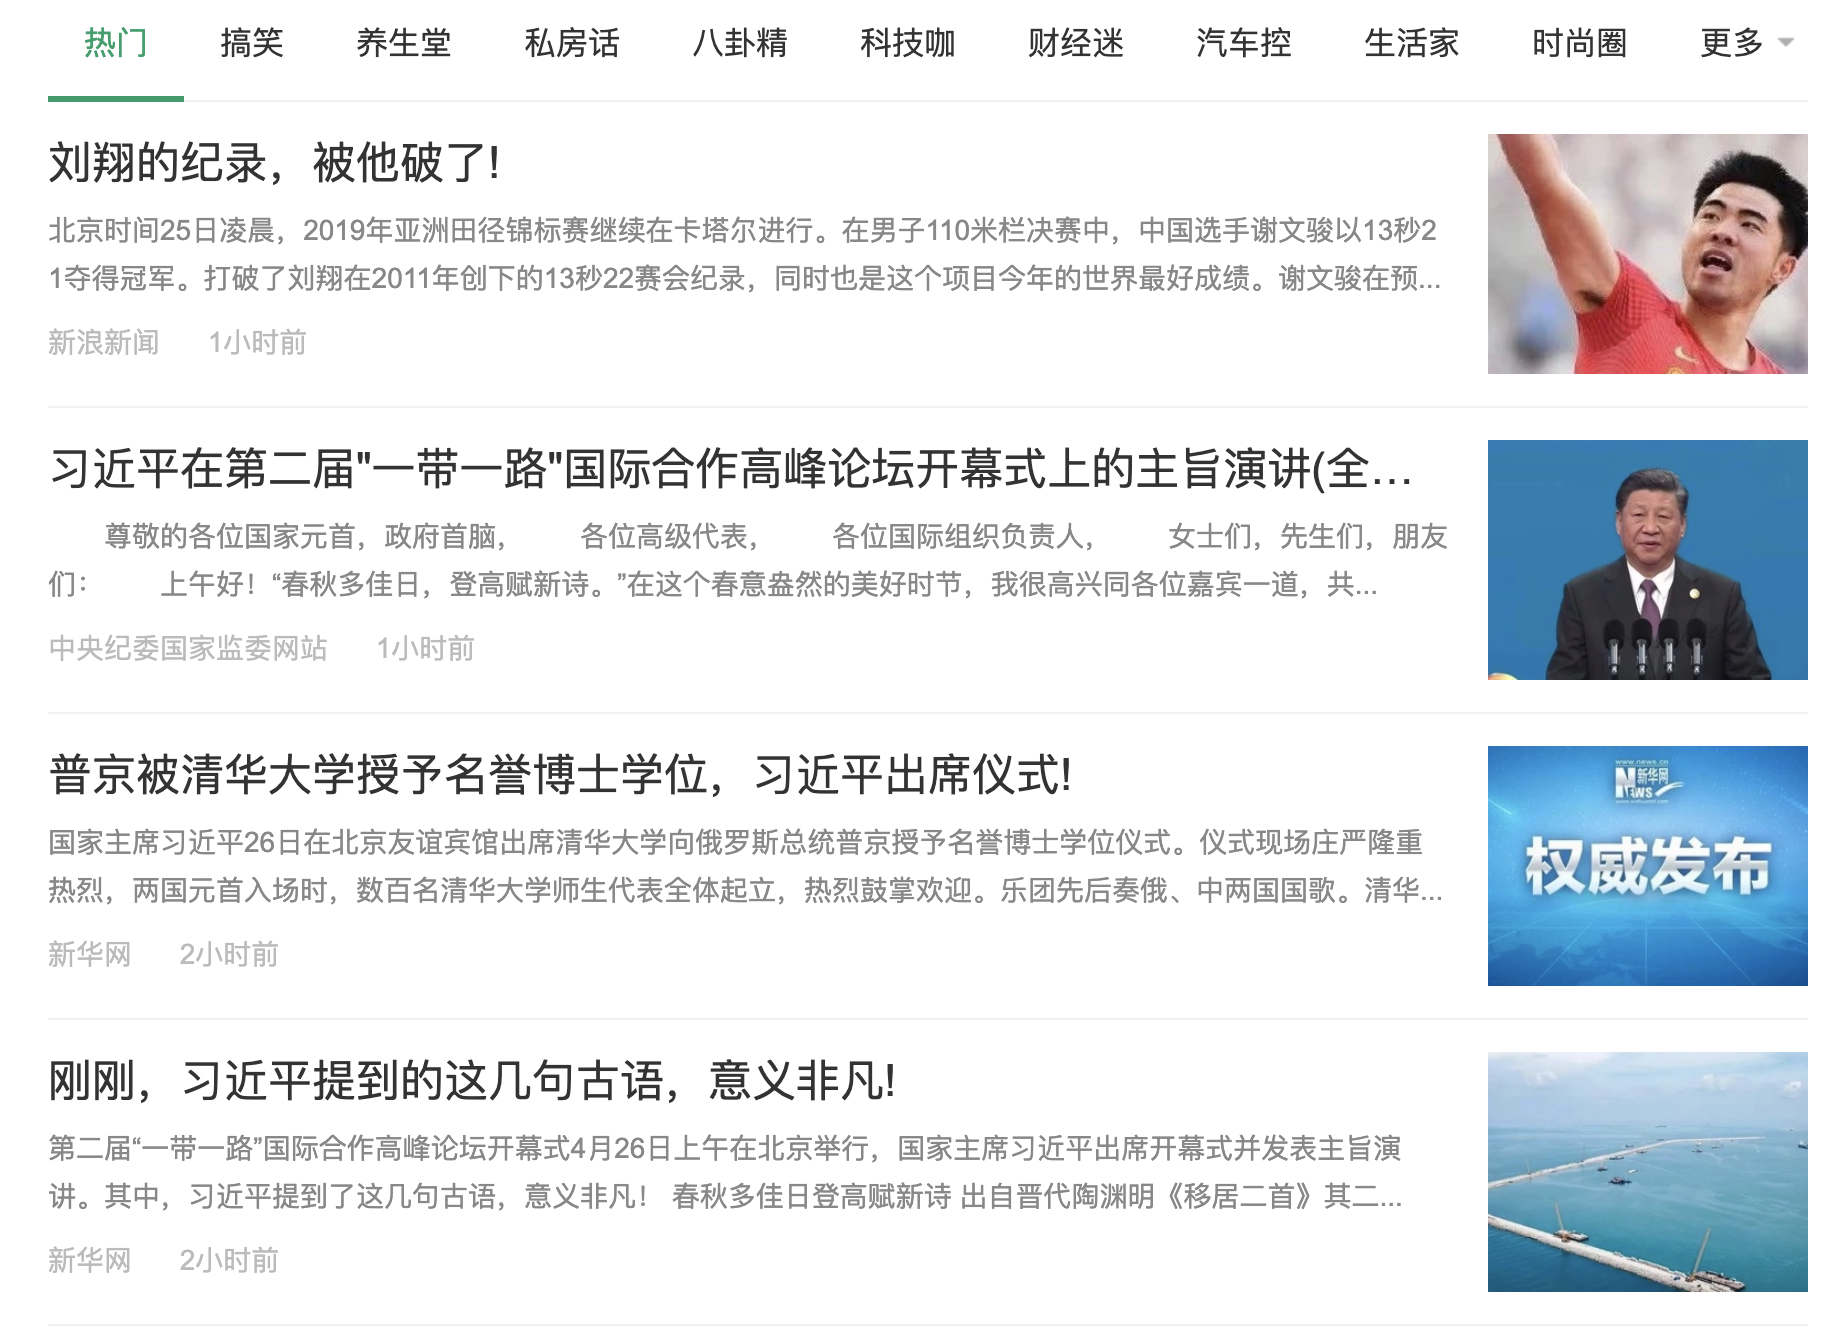 热门 搞笑 养生堂 私房话 八卦精 科技咖 财经迷 汽车控 生活家 时尚圈 更多
刘翔的纪录，被他破了!
北京时间25日凌晨，2019年亚洲田径锦标赛继续在卡塔尔进行。在男子110米栏决赛中，中国选手谢文骏以13秒2
1夺得冠军。打破了刘翔在2011年创下的13秒22赛会纪录，同时也是这个项目今年的世界最好成绩。谢文骏在预...
新浪新闻 1小时前
习近平在第二届"一带一路"国际合作高峰论坛开幕式上的主旨演讲(全...
尊敬的各位国家元首，政府首脑， 各位高级代表， 各位国际组织负责人， 女士们，先生们，朋友
们： 上午好！“春秋多佳日，登高赋新诗。”在这个春意盎然的美好时节，我很高兴同各位嘉宾一道，共...
中央纪委国家监委网站 1小时前
普京被清华大学授予名誉博士学位，习近平出席仪式!
国家主席习近平26日在北京友谊宾馆出席清华大学向俄罗斯总统普京授予名誉博士学位仪式。仪式现场庄严隆重
热烈，两国元首入场时，数百名清华大学师生代表全体起立，热烈鼓掌欢迎。乐团先后奏俄、中两国国歌。清华...
新华网 2小时前
www.news.cn
新华网
NEWS
权威发布
刚刚，习近平提到的这几句古语，意义非凡!
第二届“一带一路”国际合作高峰论坛开幕式4月26日上午在北京举行，国家主席习近平出席开幕式并发表主旨演
讲。其中，习近平提到了这几句古语，意义非凡！ 春秋多佳日登高赋新诗 出自晋代陶渊明《移居二首》其二...
新华网 2小时前